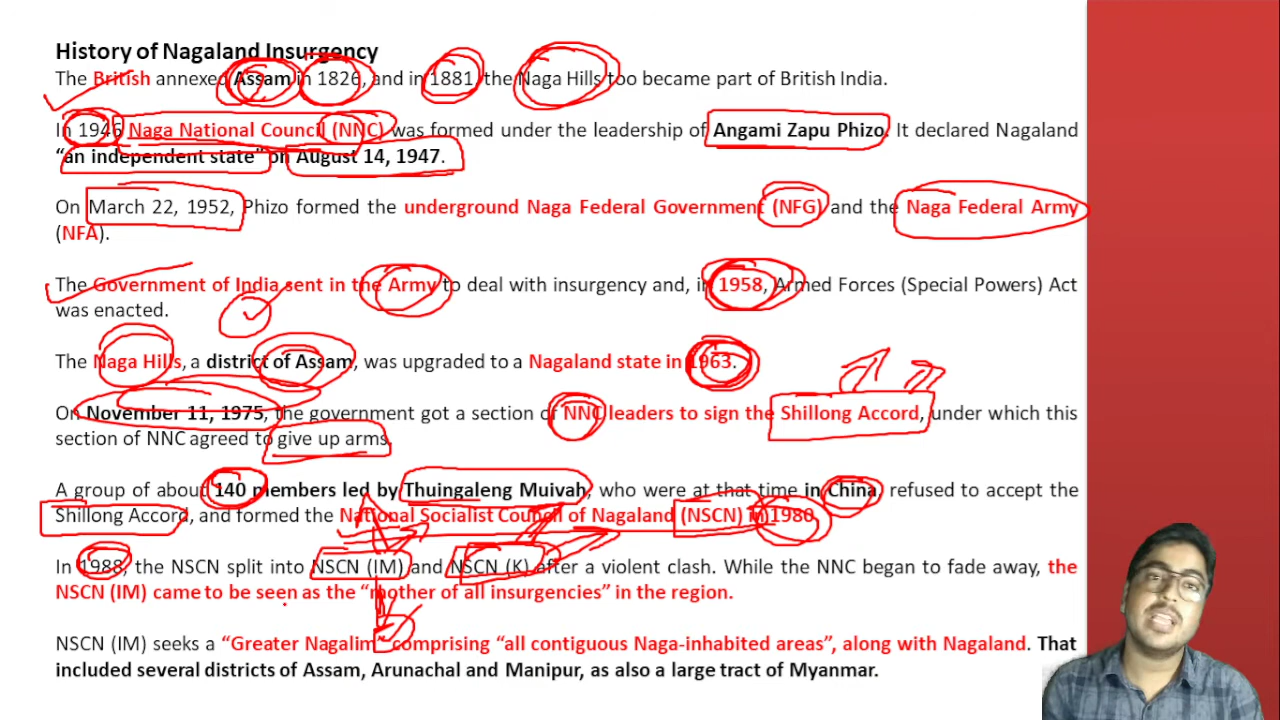 History of Nagaland Insurgency
The British annexed Assam in 1826, and in 1881, the Naga Hills too became part of British India.
In 1946 Naga National Council (NNC) was formed under the leadership of Angami Zapu Phizo. It declared Nagaland
“an independent state” on August 14, 1947.
On March 22, 1952, Phizo formed the underground Naga Federal Government (NFG) and the Naga Federal Army
(NFA).
The Government of India sent in the Army to deal with insurgency and, in 1958, Armed Forces (Special Powers) Act
was enacted.
The Naga Hills, a district of Assam, was upgraded to a Nagaland state in 1963.
On November 11, 1975, the government got a section of NNC leaders to sign the Shillong Accord, under which this
section of NNC agreed to give up arms.
A group of about 140 members led by Thuingaleng Muivah, who were at that time in China, refused to accept the
Shillong Accord, and formed the National Socialist Council of Nagaland (NSCN) in 1980.
In 1988, the NSCN split into NSCN (IM) and NSCN (K) after a violent clash. While the NNC began to fade away, the
NSCN (IM) came to be seen as the “mother of all insurgencies” in the region.
NSCN (IM) seeks a “Greater Nagalim” comprising “all contiguous Naga-inhabited areas”, along with Nagaland. That
included several districts of Assam, Arunachal and Manipur, as also a large tract of Myanmar.